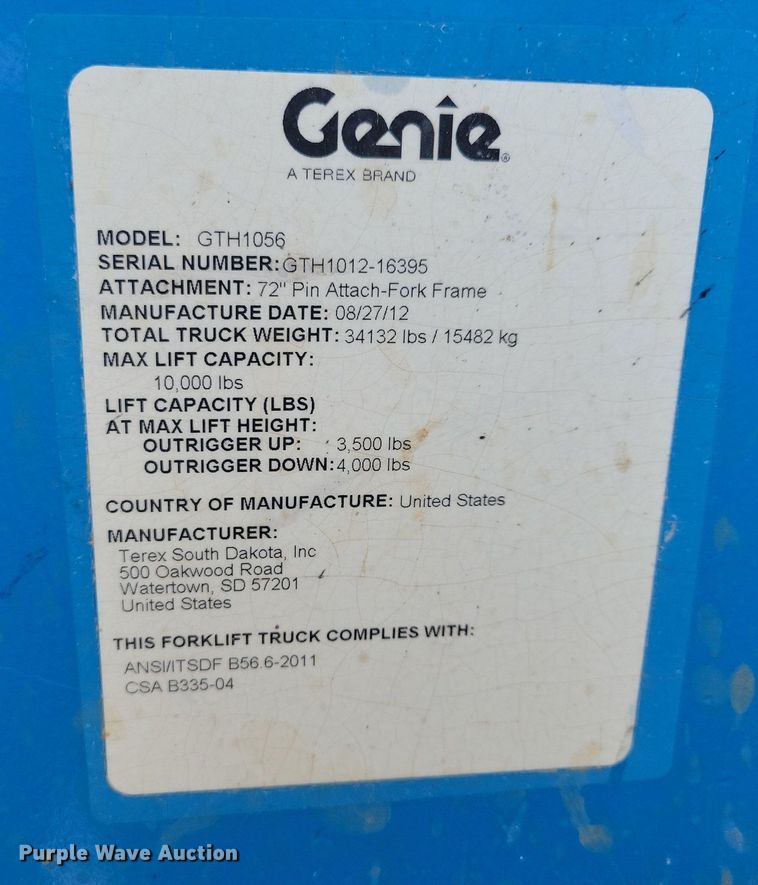 Genie®
A TEREX BRAND
MODEL: GTH1056
SERIAL NUMBER: GTH1012-16395
ATTACHMENT: 72" Pin Attach-Fork Frame
MANUFACTURE DATE: 08/27/12
TOTAL TRUCK WEIGHT: 34132 lbs / 15482 kg
MAX LIFT CAPACITY:
10,000 lbs
LIFT CAPACITY (LBS)
AT MAX LIFT HEIGHT:
OUTRIGGER UP: 3,500 lbs
OUTRIGGER DOWN: 4,000 lbs
COUNTRY OF MANUFACTURE: United States
MANUFACTURER:
Terex South Dakota, Inc
500 Oakwood Road
Watertown, SD 57201
United States
THIS FORKLIFT TRUCK COMPLIES WITH:
ANSI/ITSDF B56.6-2011
CSA B335-04
Purple Wave Auction